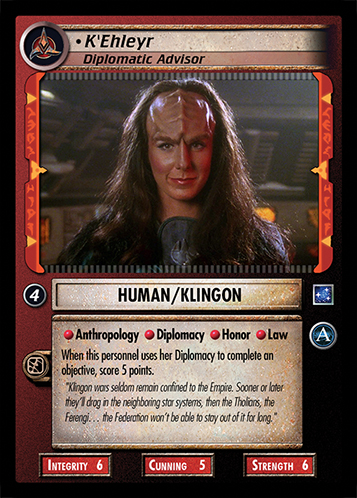 • K'Ehleyr
Diplomatic Advisor
4
HUMAN/KLINGON
A
• Anthropology • Diplomacy • Honor • Law
When this personnel uses her Diplomacy to complete an
objective, score 5 points.
"Klingon wars seldom remain confined to the Empire. Sooner or later
they'll drag in the neighboring star systems, then the Tholians, the
Ferengi… the Federation won't be able to stay out of it for long."
INTEGRITY 6 CUNNING 5 STRENGTH 6